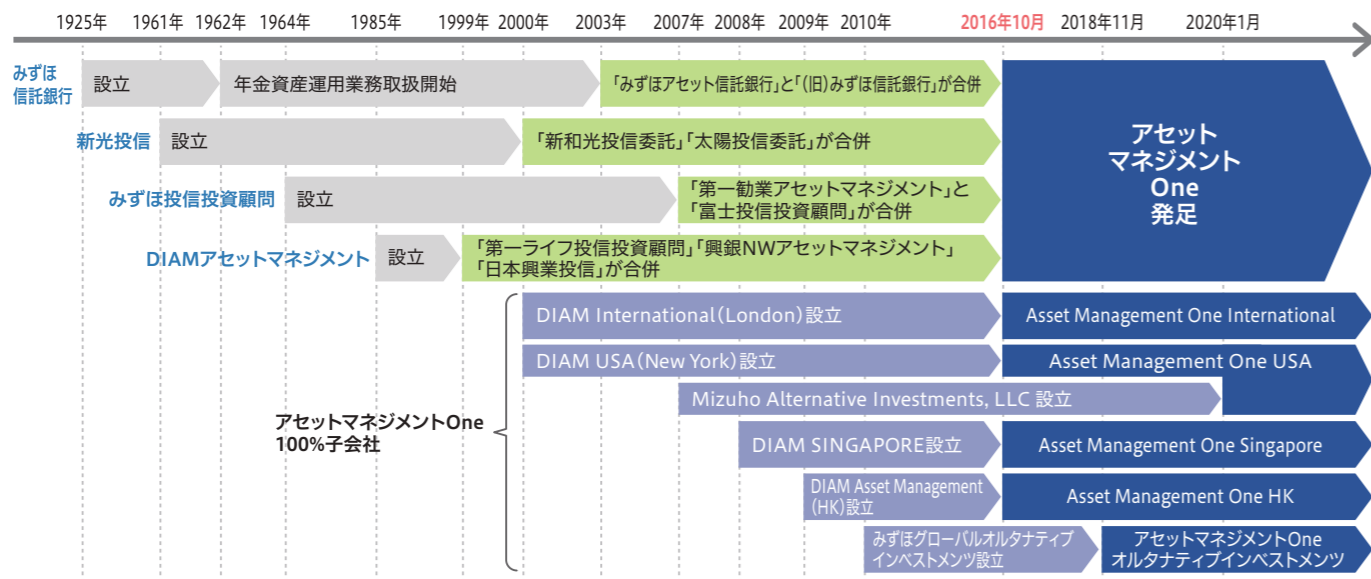 1925年 1961年 1962年 1964年 1985年 1999年 2000年 2003年 2007年 2008年 2009年 2010年 2016年10月 2018年11月 2020年1月
みずほ
信託銀行
設立
年金資産運用業務取扱開始
「みずほアセット信託銀行」と「(旧)みずほ信託銀行」が合併
新光投信
設立
「新和光投信委託」「太陽投信委託」が合併
みずほ投信投資顧問
設立
「第一勧業アセットマネジメント」と
「富士投信投資顧問」が合併
DIAMアセットマネジメント
設立
「第一ライフ投信投資顧問」「興銀NWアセットマネジメント」
「日本興業投信」が合併
アセット
マネジメント
One
発足
アセットマネジメントOne
100%子会社
DIAM International(London)設立
Asset Management One International
DIAM USA(New York)設立
Asset Management One USA
Mizuho Alternative Investments, LLC 設立
DIAM SINGAPORE設立
Asset Management One Singapore
DIAM Asset Management
(HK)設立
Asset Management One HK
みずほグローバルオルタナティブ
インベストメンツ設立
アセットマネジメントOne
オルタナティブインベストメンツ